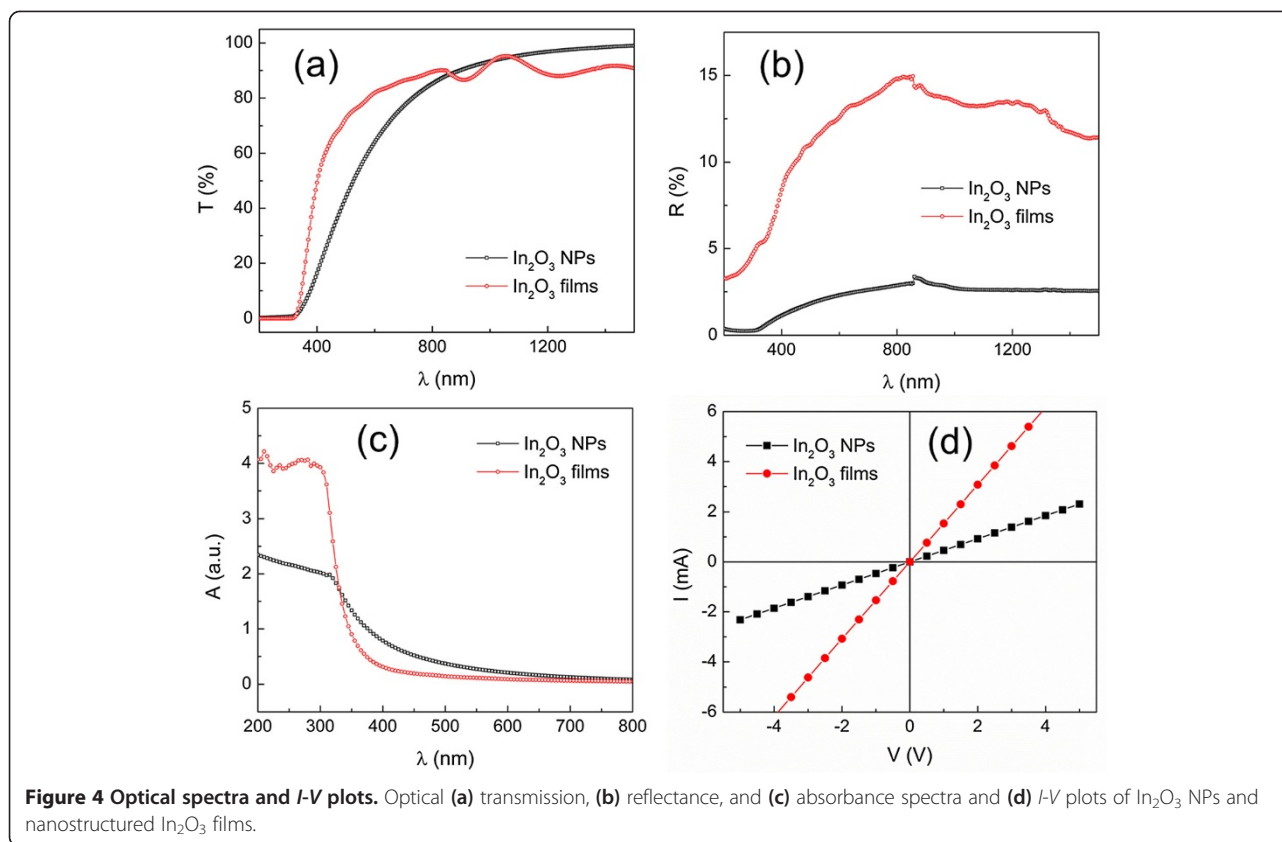 (a)
T (%)
100
80
60
40
20
0
In₂O₃ NPs
In₂O₃ films
400 800 1200
λ (nm)
(b)
R (%)
15
10
5
0
In₂O₃ NPs
In₂O₃ films
400 800 1200
λ (nm)
(c)
A (a.u.)
5
4
3
2
1
0
In₂O₃ NPs
In₂O₃ films
200 300 400 500 600 700 800
λ (nm)
(d)
I (mA)
6
4
2
0
-2
-4
-6
In₂O₃ NPs
In₂O₃ films
-4 -2 0 2 4
V (V)
Figure 4 Optical spectra and I-V plots. Optical (a) transmission, (b) reflectance, and (c) absorbance spectra and (d) I-V plots of In₂O₃ NPs and
nanostructured In₂O₃ films.